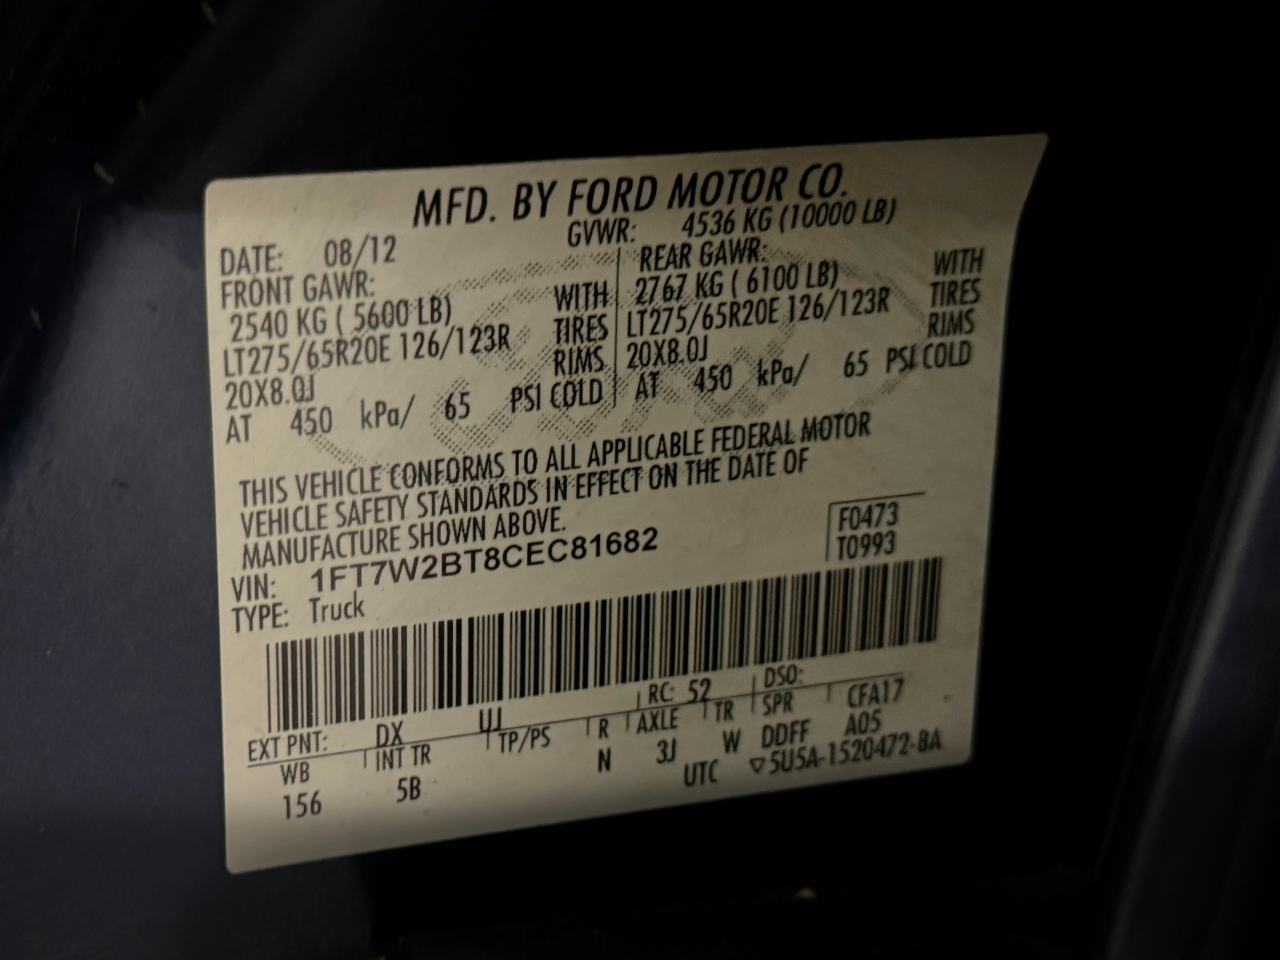 MFD. BY FORD MOTOR CO.
DATE: 08/12 GVWR: 4536 KG (10000 LB)
FRONT GAWR:
2540 KG ( 5600 LB) WITH
LT275/65R20E 126/123R TIRES
20X8.0J RIMS
AT 450 kPa/ 65 PSI COLD
REAR GAWR: WITH
2767 KG ( 6100 LB) TIRES
LT275/65R20E 126/123R RIMS
20X8.0J
AT 450 kPa/ 65 PSI COLD
THIS VEHICLE CONFORMS TO ALL APPLICABLE FEDERAL MOTOR
VEHICLE SAFETY STANDARDS IN EFFECT ON THE DATE OF
MANUFACTURE SHOWN ABOVE.
VIN: 1FT7W2BT8CEC81682
TYPE: Truck
F0473
T0993
EXT PNT: DX UJ RC: 52 DSO:
WB INT TR TP/PS R AXLE TR SPR CFA17
156 5B N 3J W DDFF A05
UTC ▽5U5A-1520472-BA